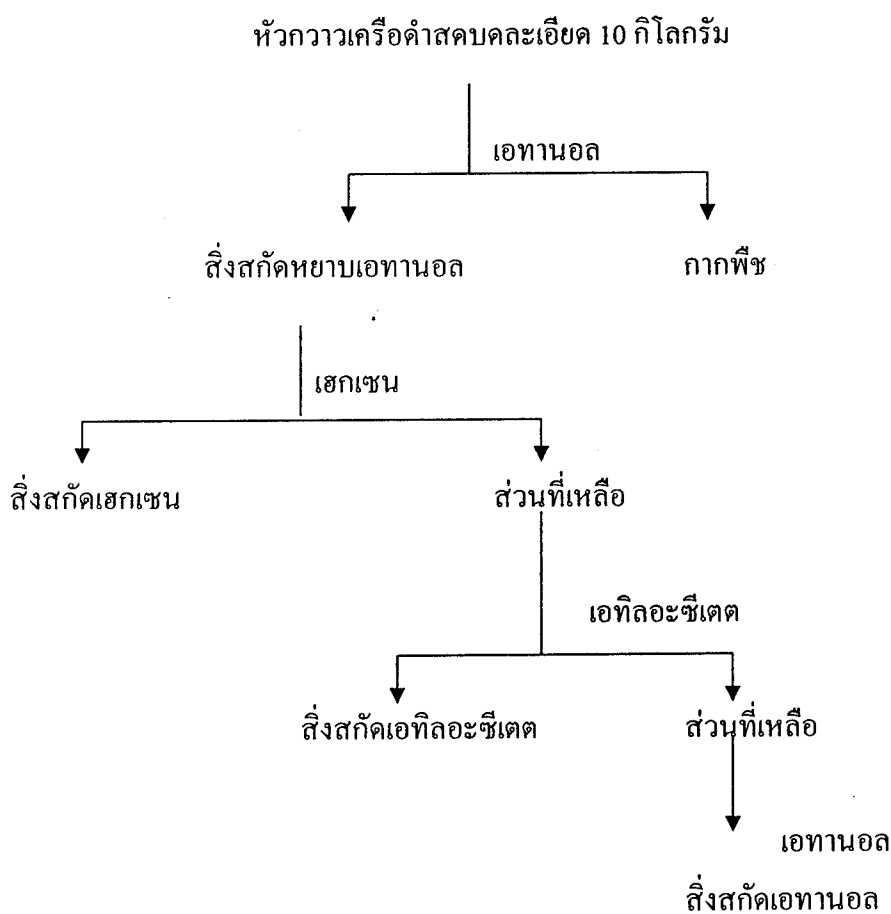 หัวกวาวเครือดำสดบดละเอียด 10 กิโลกรัม
เอทานอล
สิ่งสกัดหยาบเอทานอล กากพืช
เฮกเซน
สิ่งสกัดเฮกเซน ส่วนที่เหลือ
เอทิลอะซีเตต
สิ่งสกัดเอทิลอะซีเตต ส่วนที่เหลือ
เอทานอล
สิ่งสกัดเอทานอล